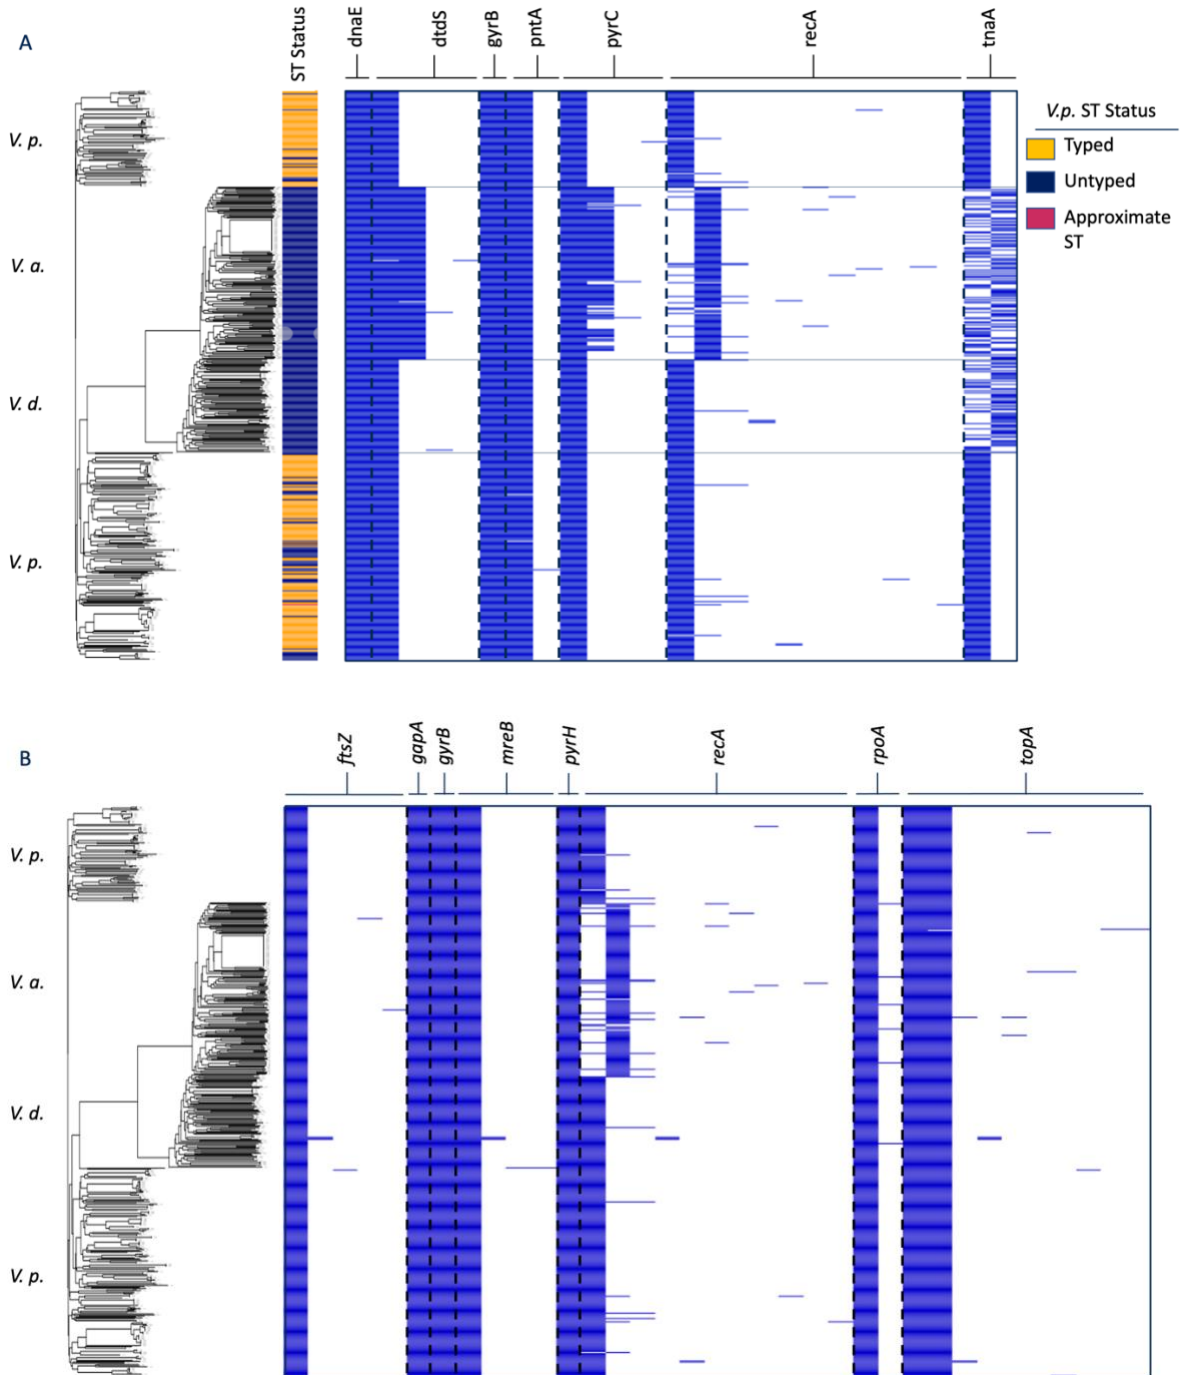 A
ST Status
dnaE
dtdS
gyrB
pntA
pyrC
recA
tnaA
V.p. ST Status
Typed
Untyped
Approximate
ST
V. p.
V. a.
V. d.
V. p.
B
ftsZ
gapA
gyrB
mreB
pyrH
recA
rpoA
topA
V. p.
V. a.
V. d.
V. p.